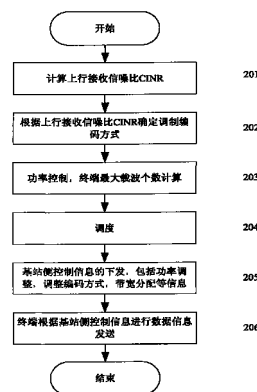 开始
计算上行接收信噪比CINR
201
根据上行接收信噪比CINR确定调制编
码方式
202
功率控制,终端最大载波个数计算
203
调度
204
基站侧控制信息的下发,包括功率调
整,调整编码方式,带宽分配等信息
205
终端根据基站侧控制信息进行数据信息
发送
206
结束